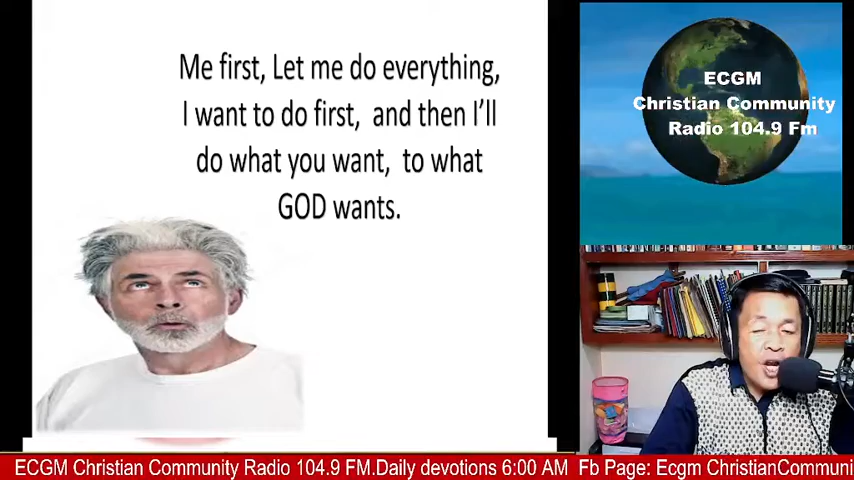 Me first, Let me do everything,
I want to do first, and then I'll
do what you want, to what
GOD wants.
ECGM
Christian Community
Radio 104.9 Fm
ECGM Christian Community Radio 104.9 FM.Daily devotions 6:00 AM Fb Page: Ecgm ChristianCommuni